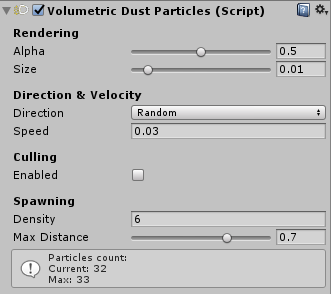 Volumetric Dust Particles (Script)
Rendering
Alpha 0.5
Size 0.01
Direction & Velocity
Direction Random
Speed 0.03
Culling
Enabled
Spawning
Density 6
Max Distance 0.7
Particles count:
Current: 32
Max: 33